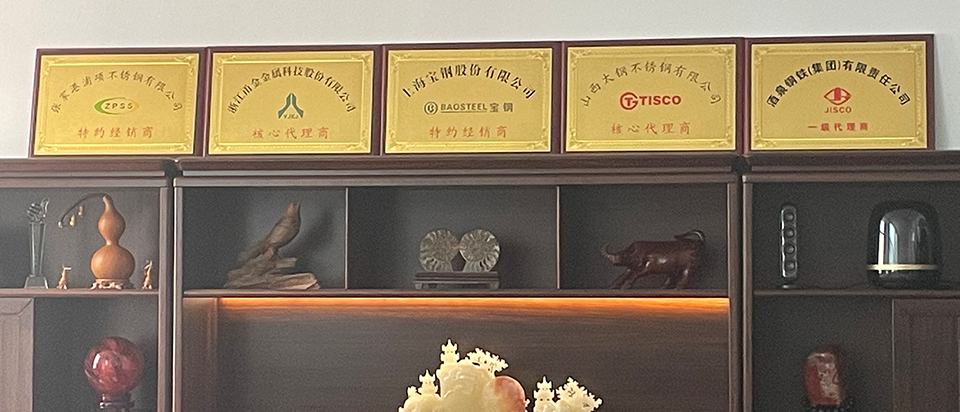 张家港浦项不锈钢有限公司
ZPSS
特约经销商
浙江甬金金属科技股份有限公司
YJGF
核心代理商
上海宝钢股份有限公司
BAOSTEEL 宝钢
特约经销商
山西太钢不锈钢有限公司
TISCO
核心代理商
酒泉钢铁(集团)有限责任公司
JISCO
一级代理商